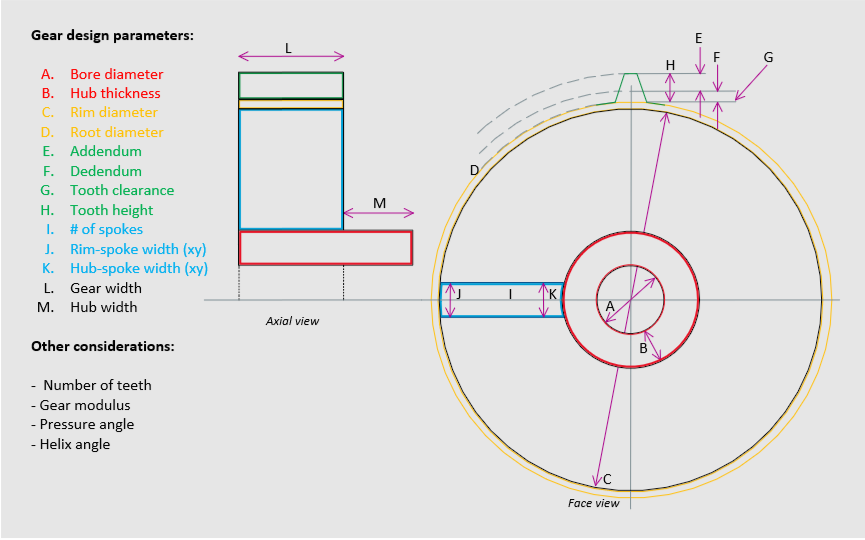 Gear design parameters:
A. Bore diameter
B. Hub thickness
C. Rim diameter
D. Root diameter
E. Addendum
F. Dedendum
G. Tooth clearance
H. Tooth height
I. # of spokes
J. Rim-spoke width (xy)
K. Hub-spoke width (xy)
L. Gear width
M. Hub width
Other considerations:
- Number of teeth
- Gear modulus
- Pressure angle
- Helix angle
L
M
Axial view
E
F
G
H
D
J
I
K
A
B
C
Face view